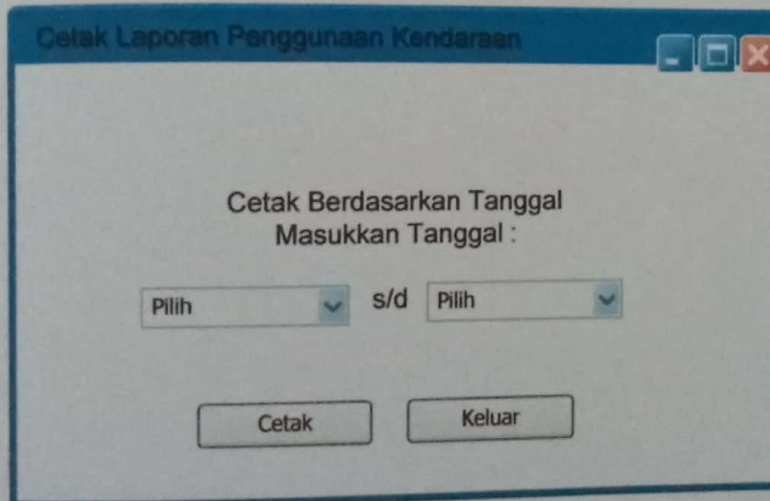 Cetak Laporan Penggunaan Kendaraan
Cetak Berdasarkan Tanggal
Masukkan Tanggal :
Pilih s/d Pilih
Cetak Keluar